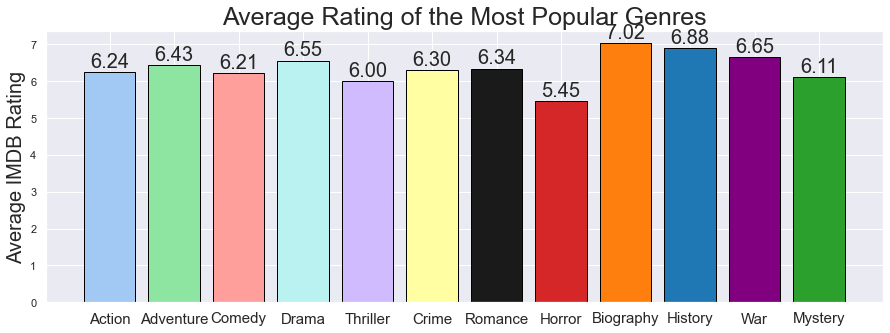 Average Rating of the Most Popular Genres
Average IMDB Rating
7
6
5
4
3
2
1
0
6.24
6.43
6.21
6.55
6.00
6.30
6.34
5.45
7.02
6.88
6.65
6.11
Action
Adventure
Comedy
Drama
Thriller
Crime
Romance
Horror
Biography
History
War
Mystery